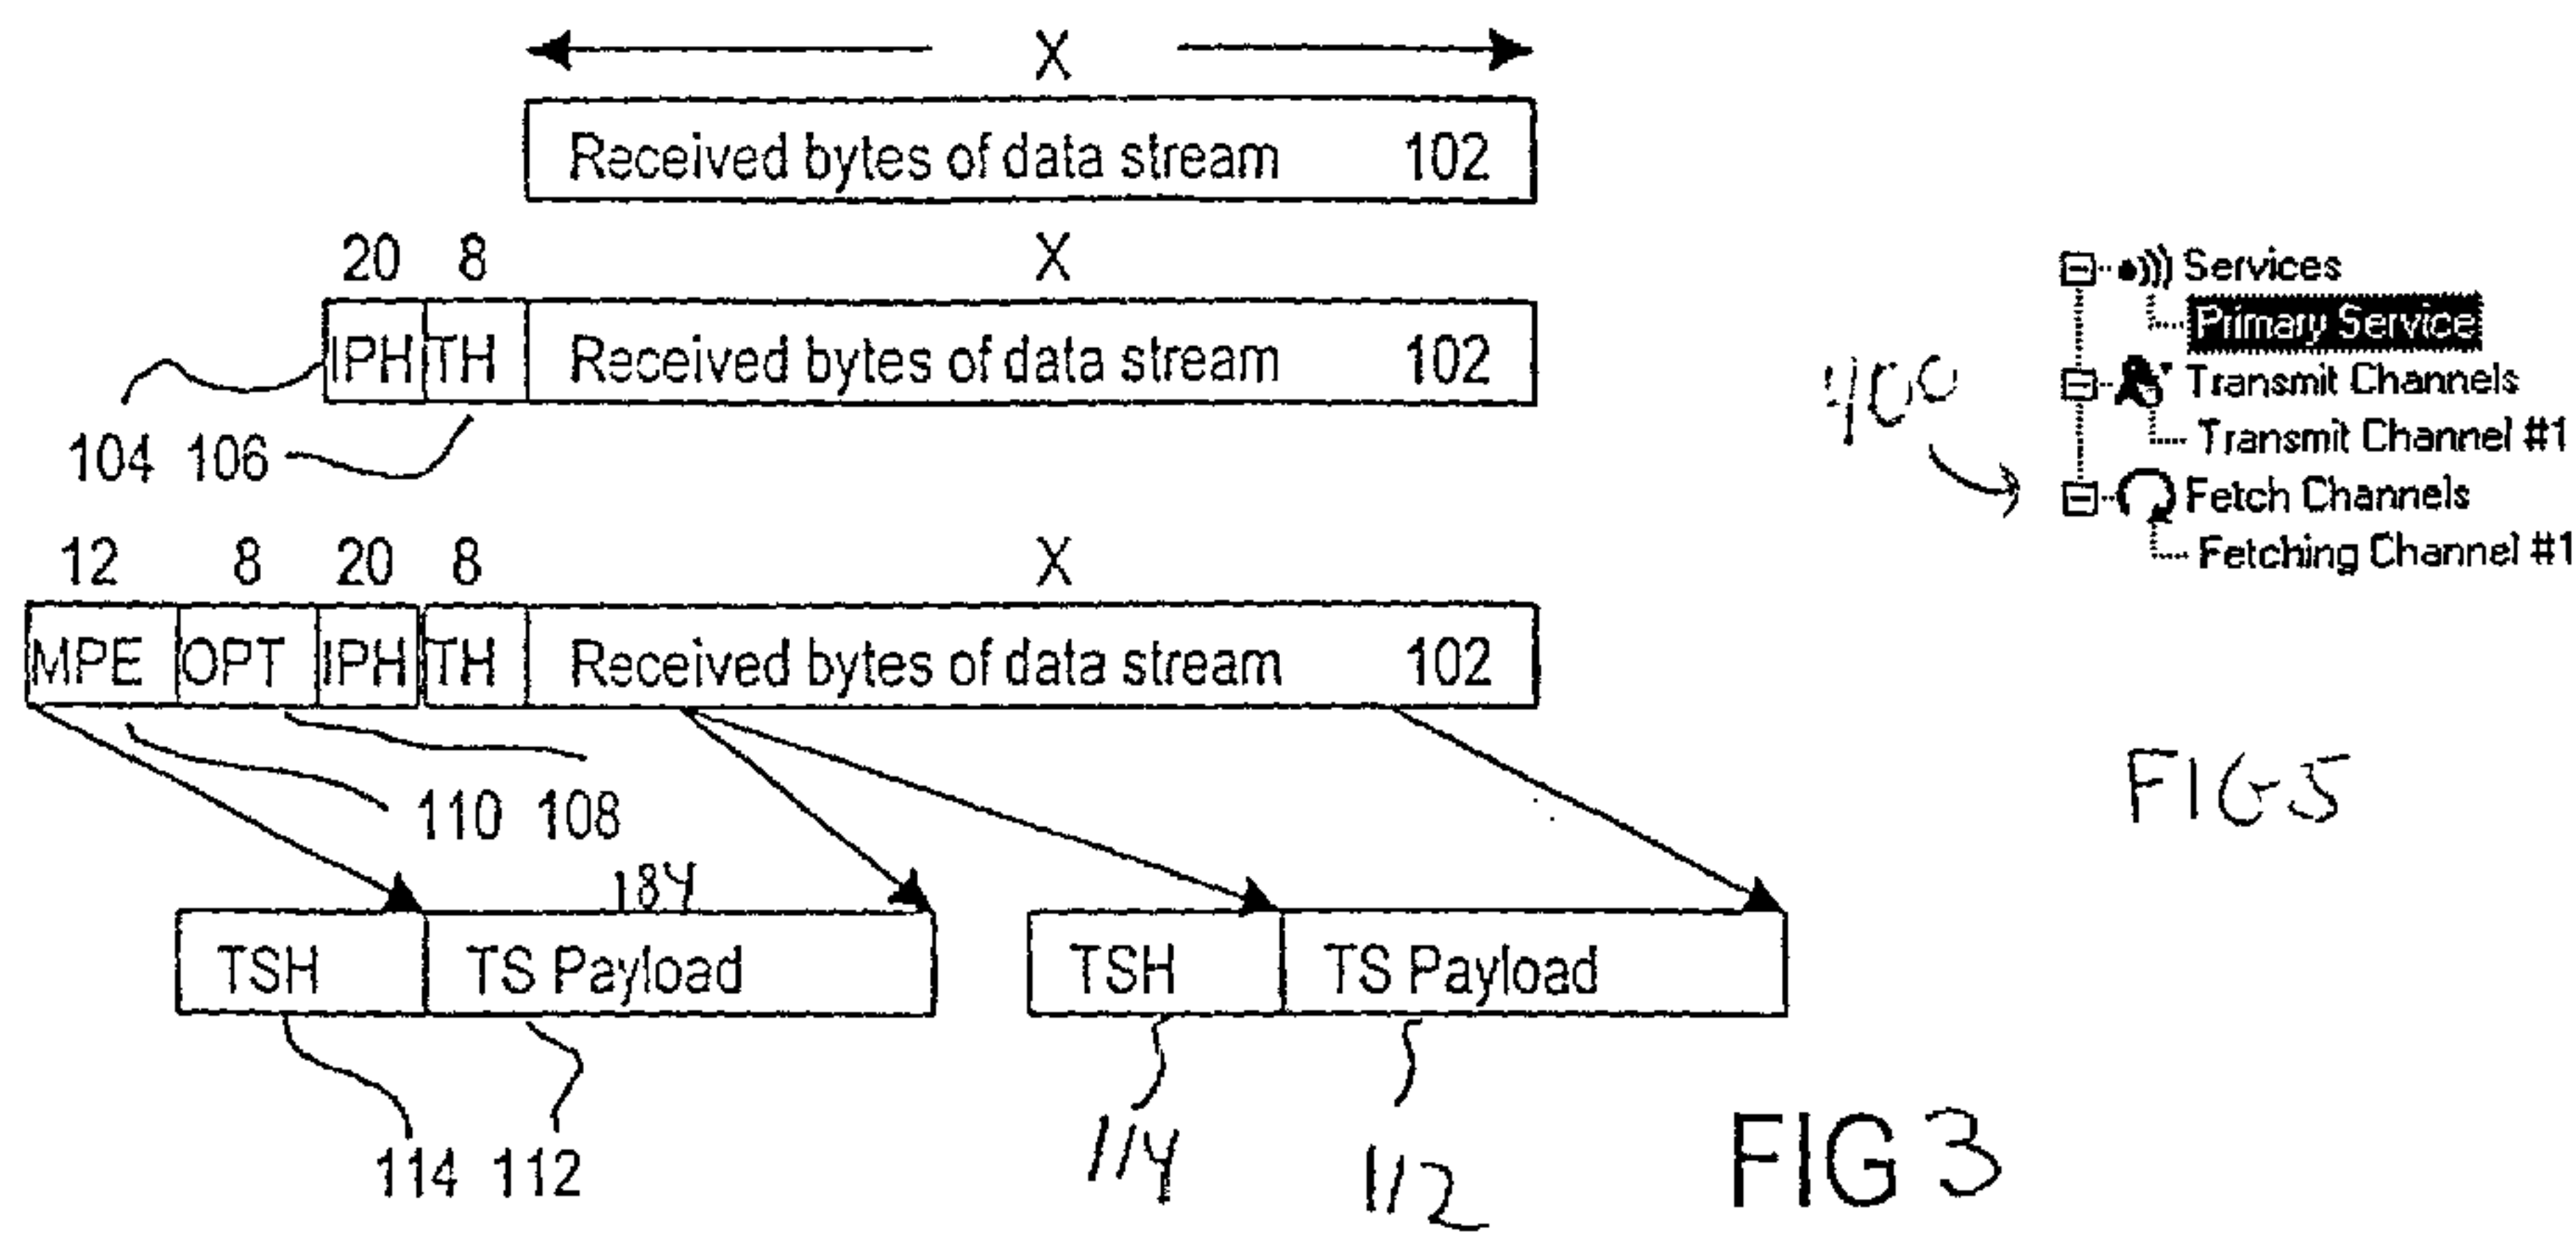 X
Received bytes of data stream 102
20 8 X
IPH TH Received bytes of data stream 102
104 106
12 8 20 8 X
MPE OPT IPH TH Received bytes of data stream 102
110 108
184
TSH TS Payload TSH TS Payload
114 112 114 112
FIG 3
Services
Primary Service
Transmit Channels
Transmit Channel #1
Fetch Channels
Fetching Channel #1
400
FIG 5